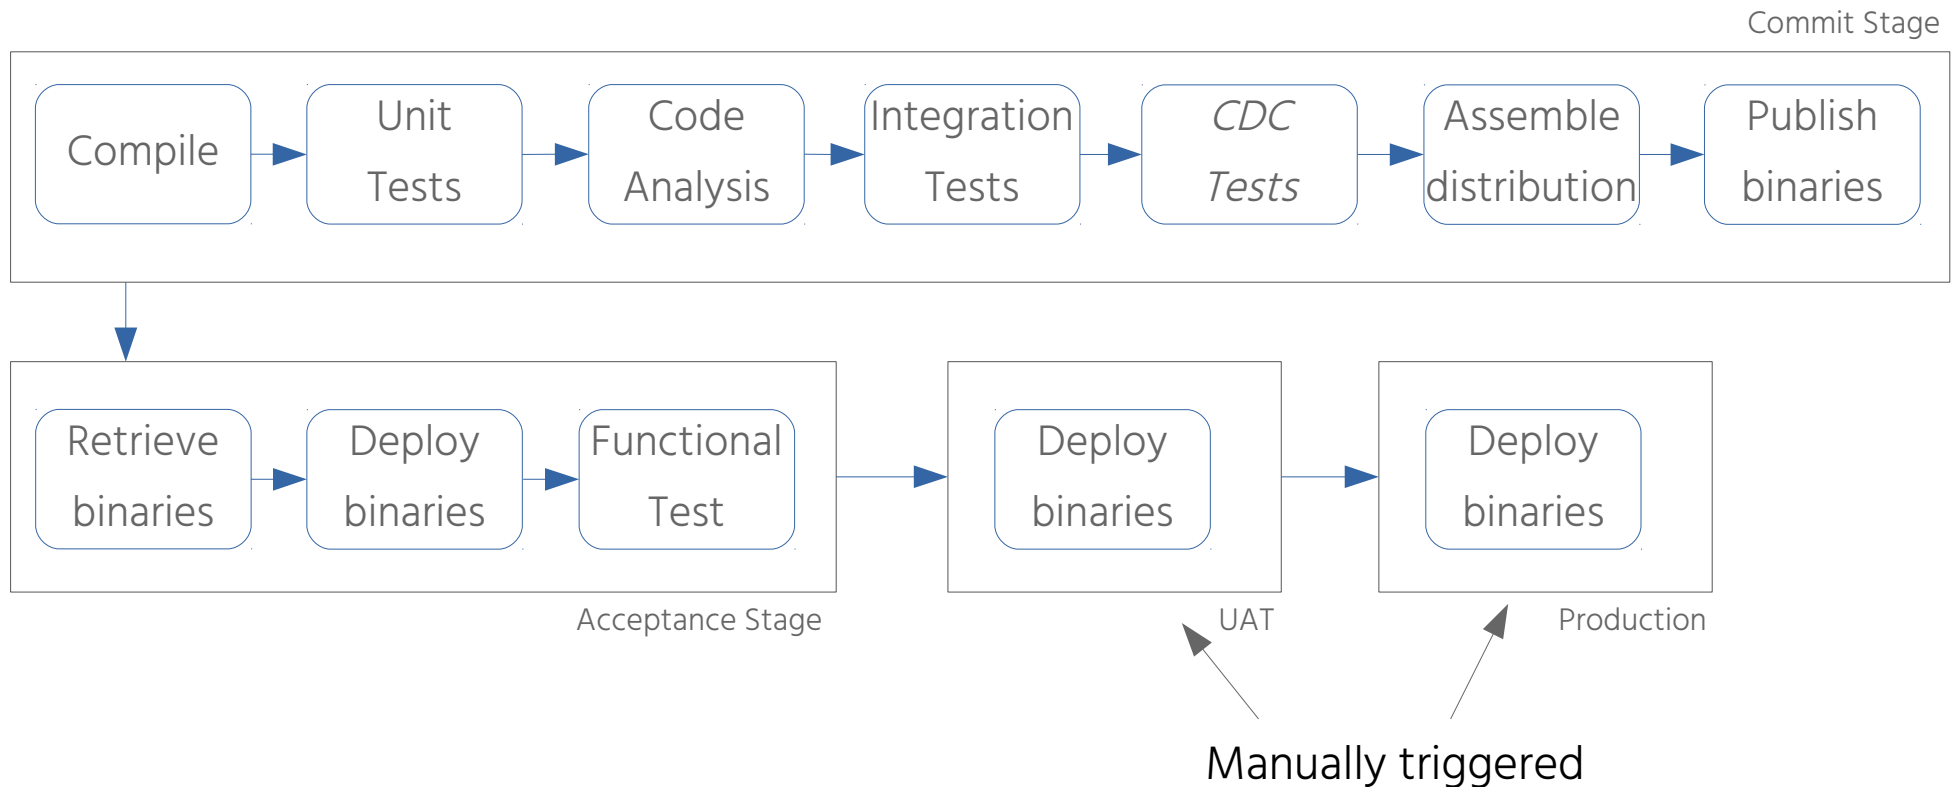 Commit Stage
Compile
Unit
Tests
Code
Analysis
Integration
Tests
CDC
Tests
Assemble
distribution
Publish
binaries
Retrieve
binaries
Deploy
binaries
Functional
Test
Deploy
binaries
Deploy
binaries
Acceptance Stage
UAT
Production
Manually triggered